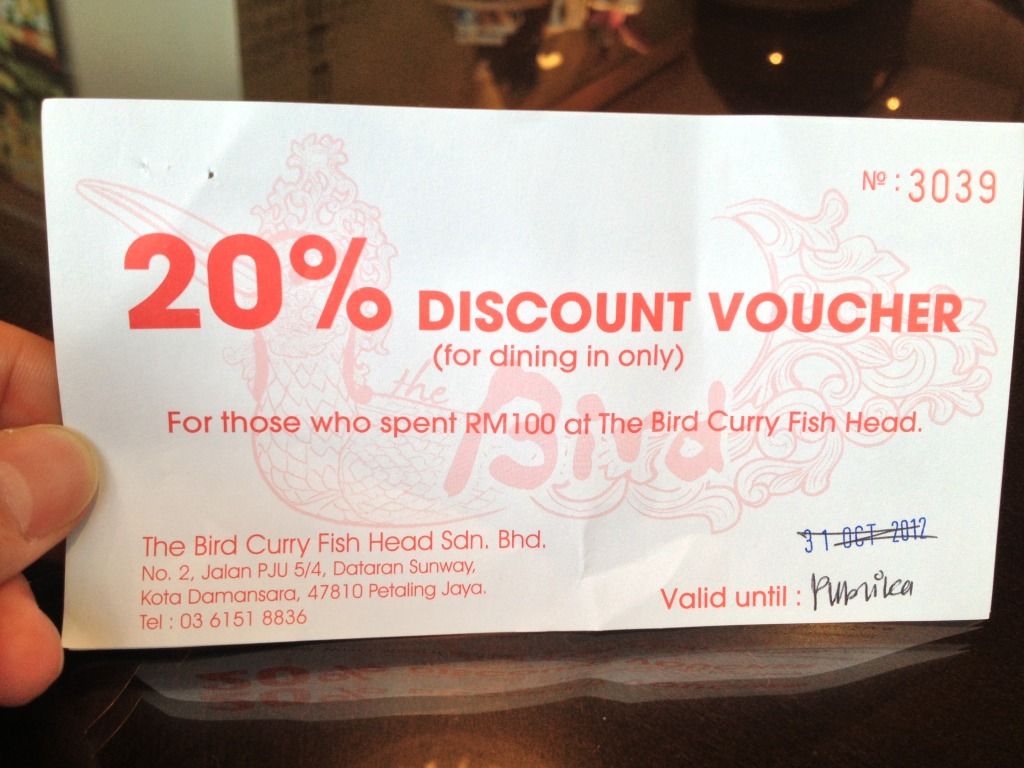 Nº : 3039
20% DISCOUNT VOUCHER
(for dining in only)
the
Bird
For those who spent RM100 at The Bird Curry Fish Head.
The Bird Curry Fish Head Sdn. Bhd.
No. 2, Jalan PJU 5/4, Dataran Sunway,
Kota Damansara, 47810 Petaling Jaya.
Tel : 03 6151 8836
31 OCT 2012
Valid until :